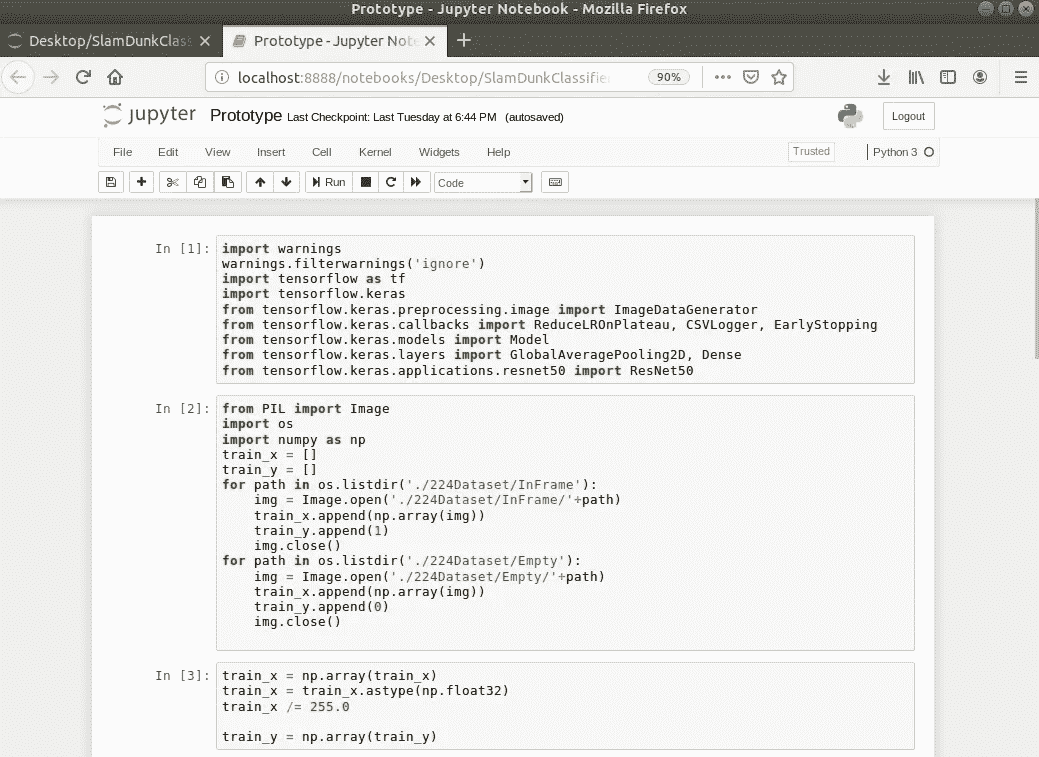 Prototype - Jupyter Notebook - Mozilla Firefox
Desktop/SlamDunkClas
Prototype - Jupyter Note
localhost:8888/notebooks/Desktop/SlamDunkClassifie
90%
jupyter Prototype Last Checkpoint: Last Tuesday at 6:44 PM (autosaved)
Logout
File Edit View Insert Cell Kernel Widgets Help
Trusted
Python 3
Run
Code
In [1]:
import warnings
warnings.filterwarnings('ignore')
import tensorflow as tf
import tensorflow.keras
from tensorflow.keras.preprocessing.image import ImageDataGenerator
from tensorflow.keras.callbacks import ReduceLROnPlateau, CSVLogger, EarlyStopping
from tensorflow.keras.models import Model
from tensorflow.keras.layers import GlobalAveragePooling2D, Dense
from tensorflow.keras.applications.resnet50 import ResNet50
In [2]:
from PIL import Image
import os
import numpy as np
train_x = []
train_y = []
for path in os.listdir('./224Dataset/InFrame'):
    img = Image.open('./224Dataset/InFrame/'+path)
    train_x.append(np.array(img))
    train_y.append(1)
    img.close()
for path in os.listdir('./224Dataset/Empty'):
    img = Image.open('./224Dataset/Empty/'+path)
    train_x.append(np.array(img))
    train_y.append(0)
    img.close()
In [3]:
train_x = np.array(train_x)
train_x = train_x.astype(np.float32)
train_x /= 255.0
train_y = np.array(train_y)